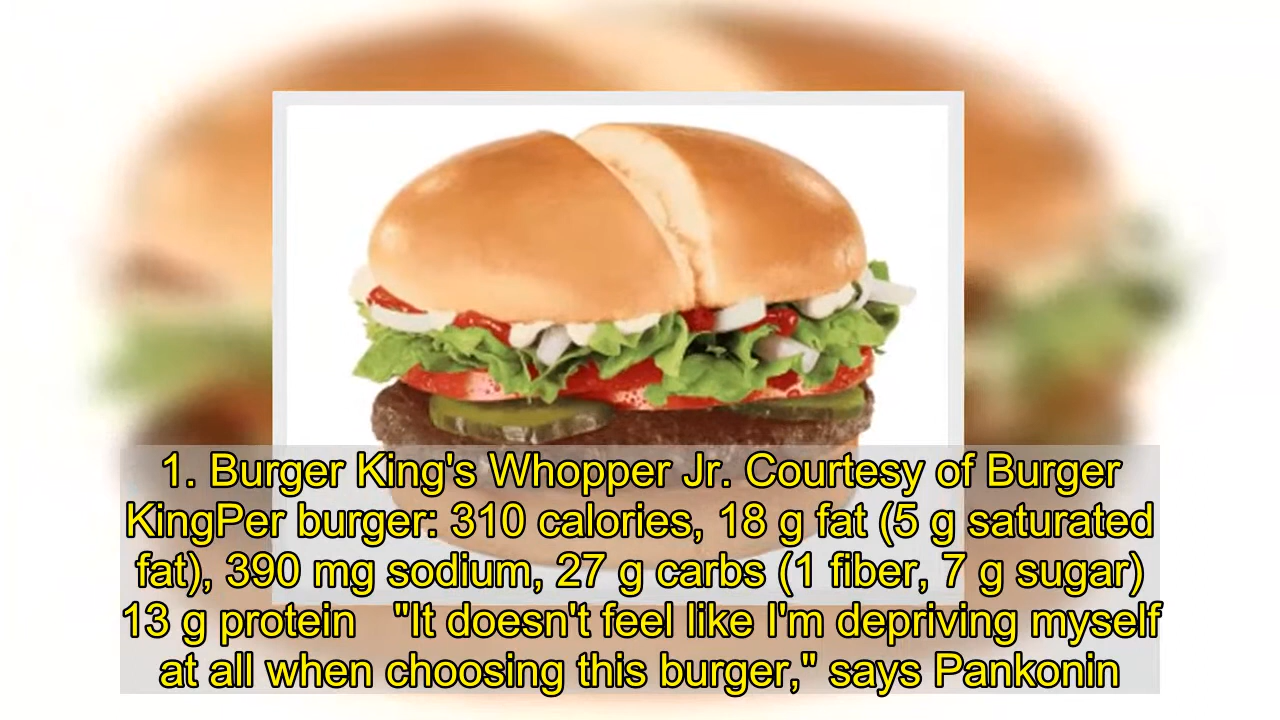 1. Burger King's Whopper Jr. Courtesy of Burger
KingPer burger: 310 calories, 18 g fat (5 g saturated
fat), 390 mg sodium, 27 g carbs (1 fiber, 7 g sugar)
13 g protein   "It doesn't feel like I'm depriving myself
at all when choosing this burger," says Pankonin